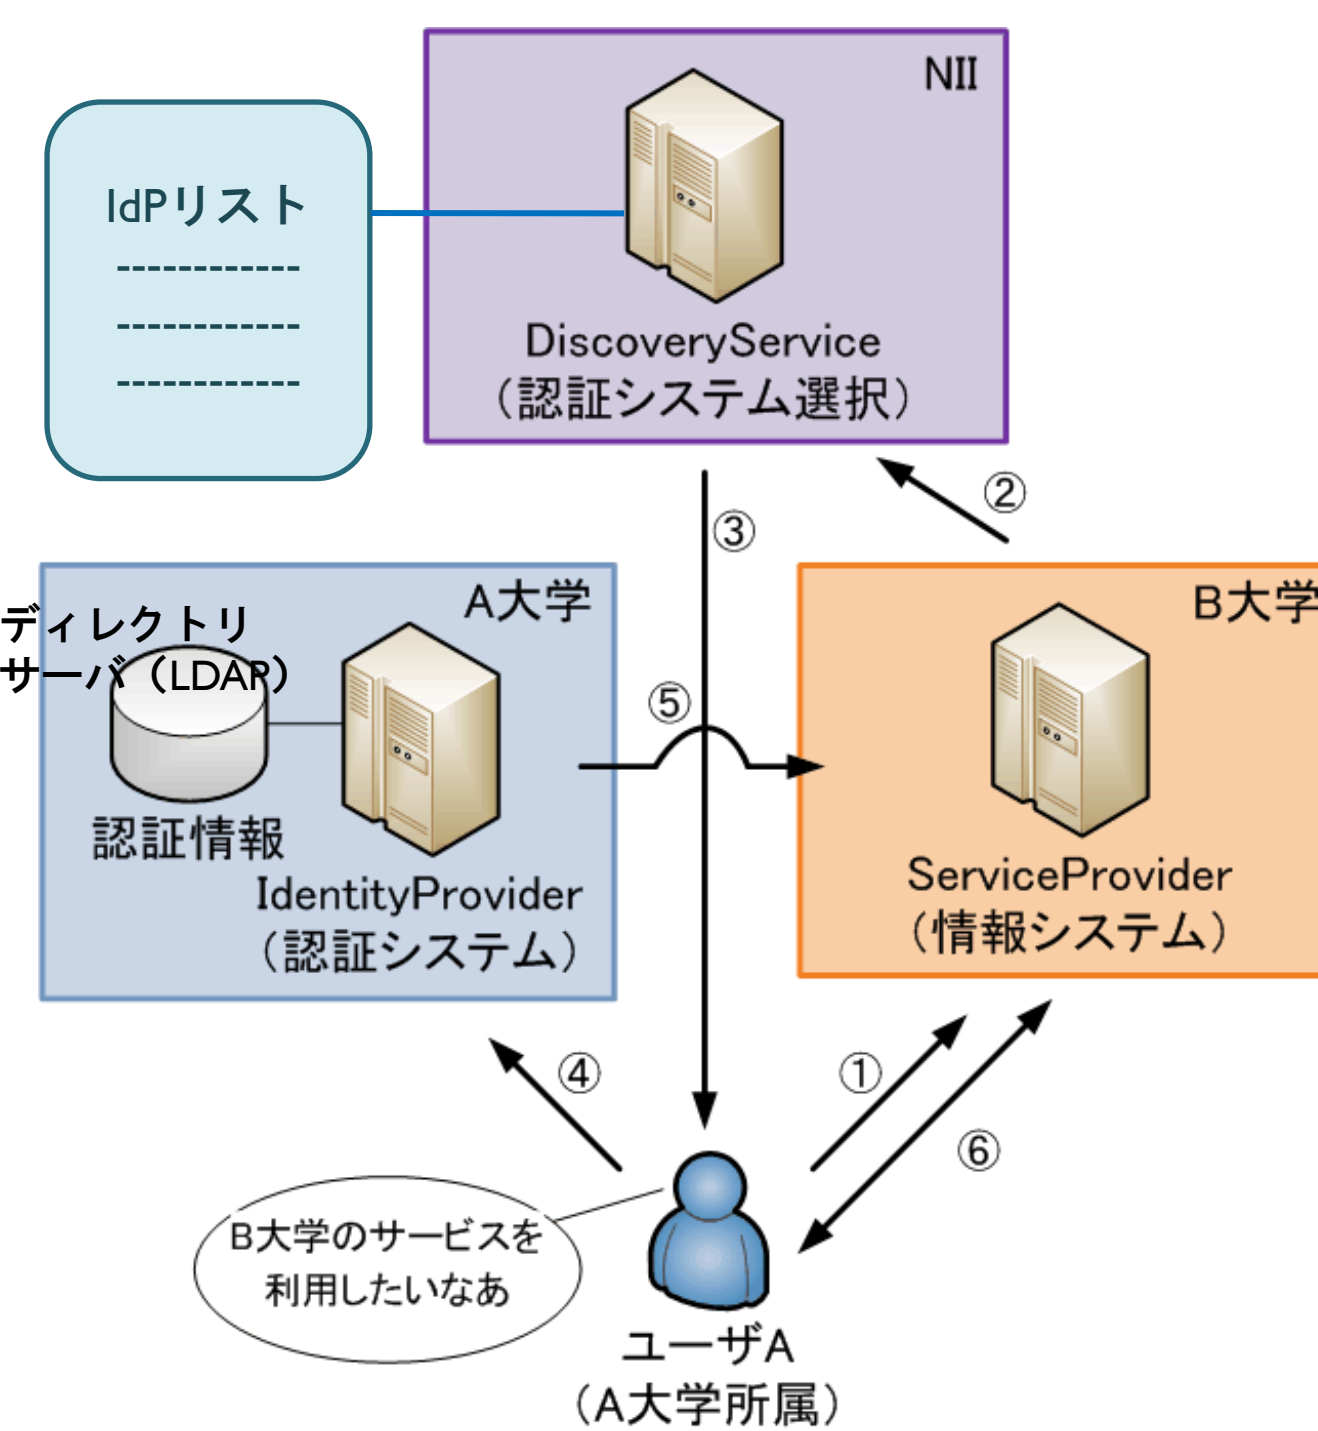 NII
IdPリスト
------------
------------
------------
DiscoveryService
（認証システム選択）
②
③
A大学
ディレクトリ
サーバ（LDAP）
認証情報
IdentityProvider
（認証システム）
⑤
B大学
ServiceProvider
（情報システム）
④
①
⑥
B大学のサービスを
利用したいなあ
ユーザA
（A大学所属）